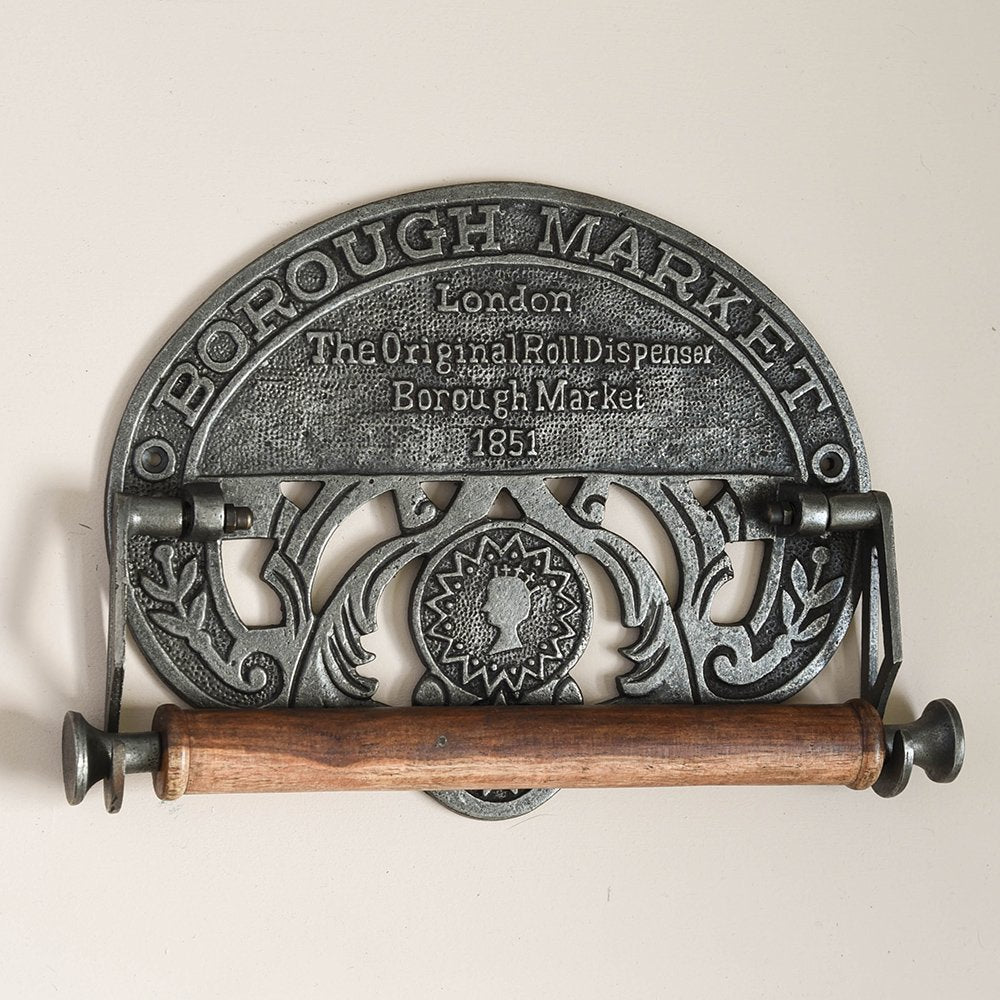 BOROUGH MARKET
London
The Original Roll Dispenser
Borough Market
1851